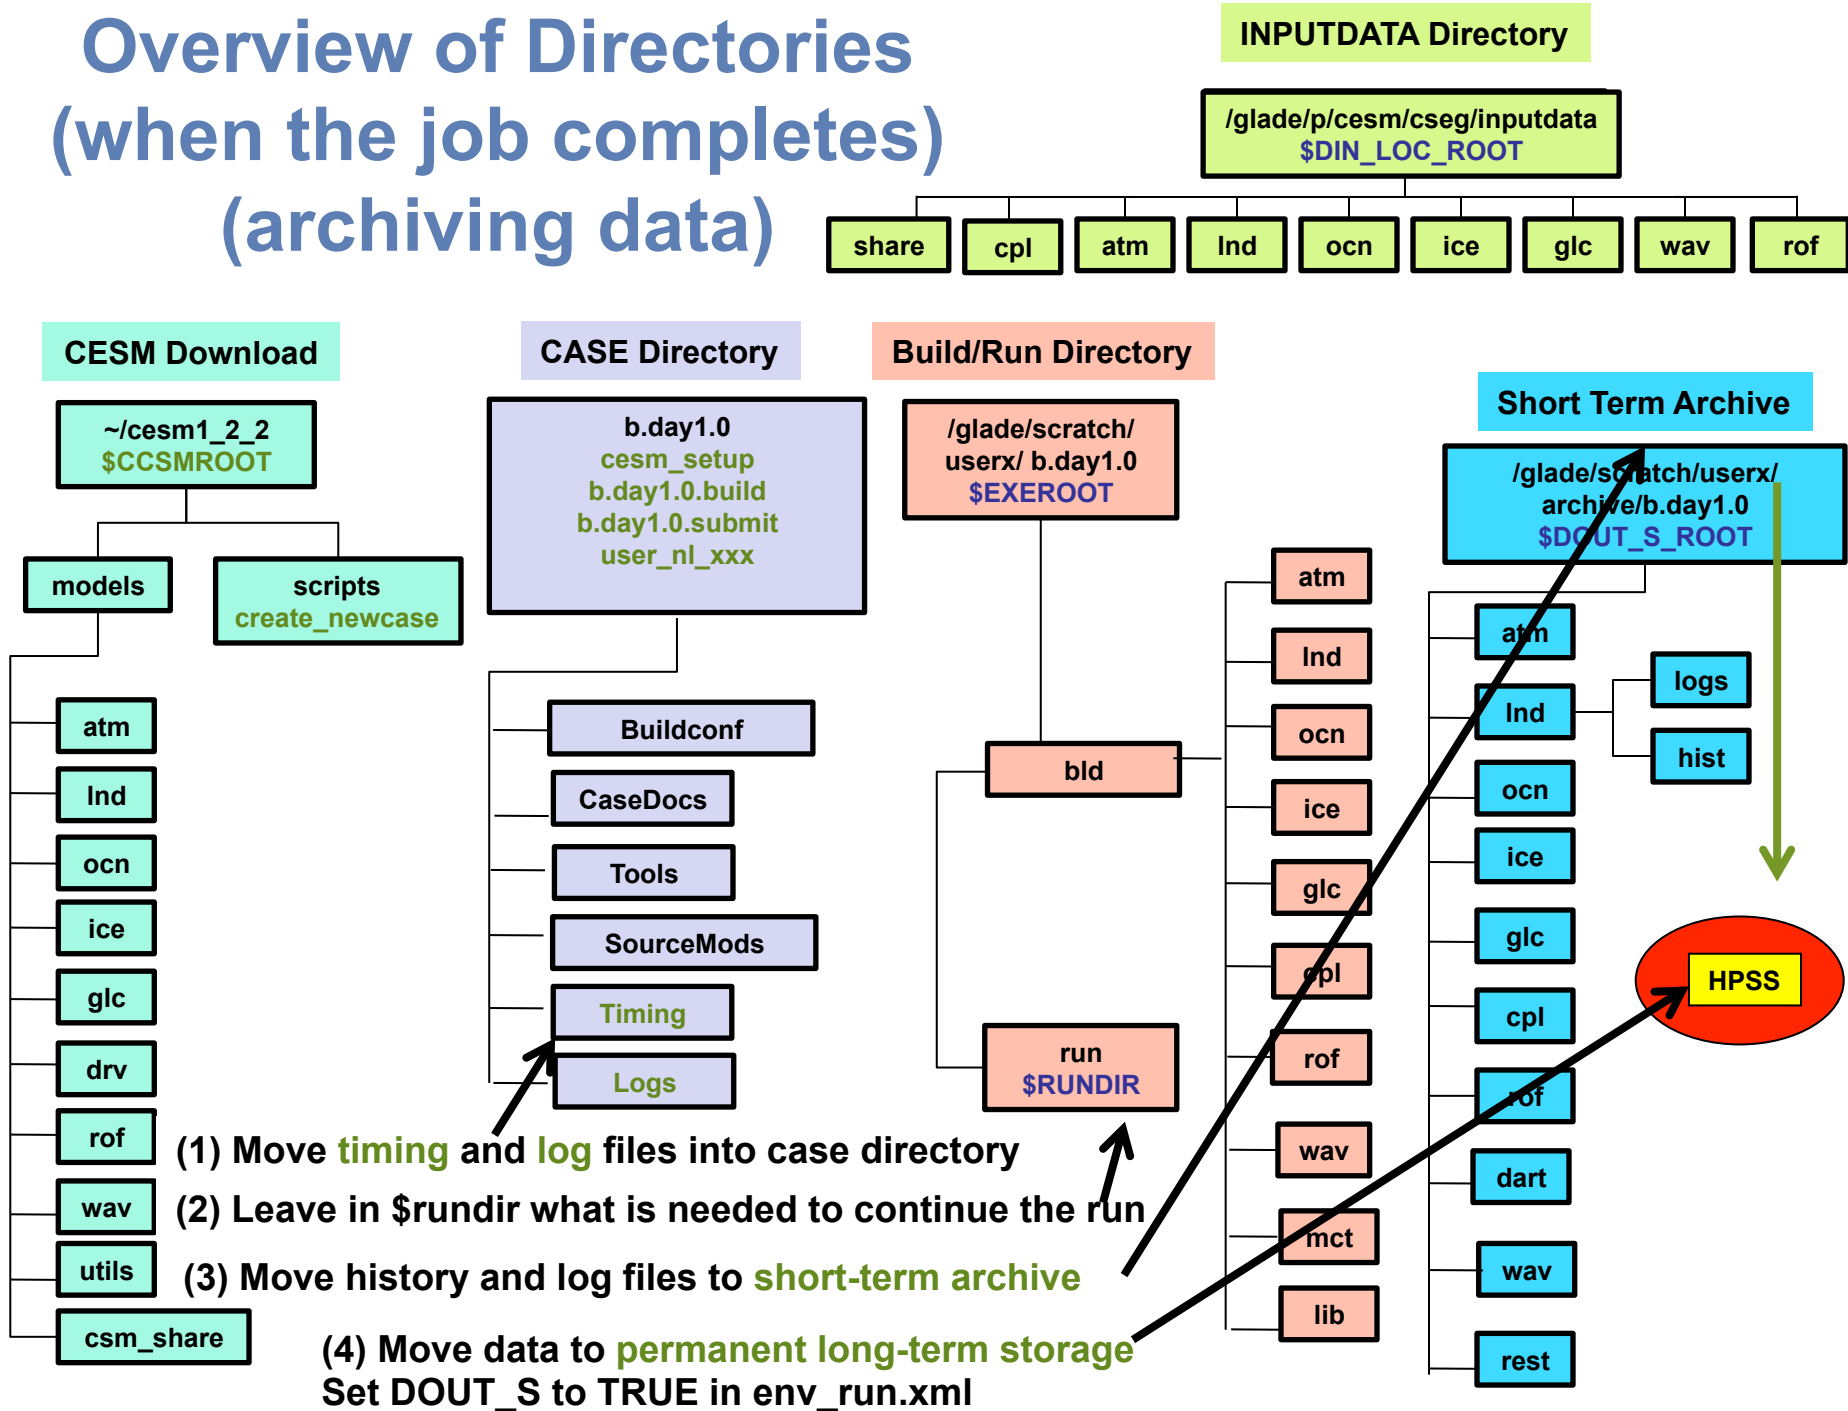 Overview of Directories
(when the job completes)
(archiving data)
INPUTDATA Directory
/glade/p/cesm/cseg/inputdata
$DIN_LOC_ROOT
share
cpl
atm
lnd
ocn
ice
glc
wav
rof
CESM Download
~/cesm1_2_2
$CCSMROOT
models
scripts
create_newcase
atm
lnd
ocn
ice
glc
drv
rof
wav
utils
csm_share
CASE Directory
b.day1.0
cesm_setup
b.day1.0.build
b.day1.0.submit
user_nl_xxx
Buildconf
CaseDocs
Tools
SourceMods
Timing
Logs
Build/Run Directory
/glade/scratch/
userx/ b.day1.0
$EXEROOT
bld
run
$RUNDIR
atm
lnd
ocn
ice
glc
cpl
rof
wav
mct
lib
Short Term Archive
/glade/scratch/userx/
archive/b.day1.0
$DOUT_S_ROOT
atm
lnd
logs
hist
ocn
ice
glc
cpl
rof
dart
wav
rest
HPSS
(1) Move timing and log files into case directory
(2) Leave in $rundir what is needed to continue the run
(3) Move history and log files to short-term archive
(4) Move data to permanent long-term storage
Set DOUT_S to TRUE in env_run.xml